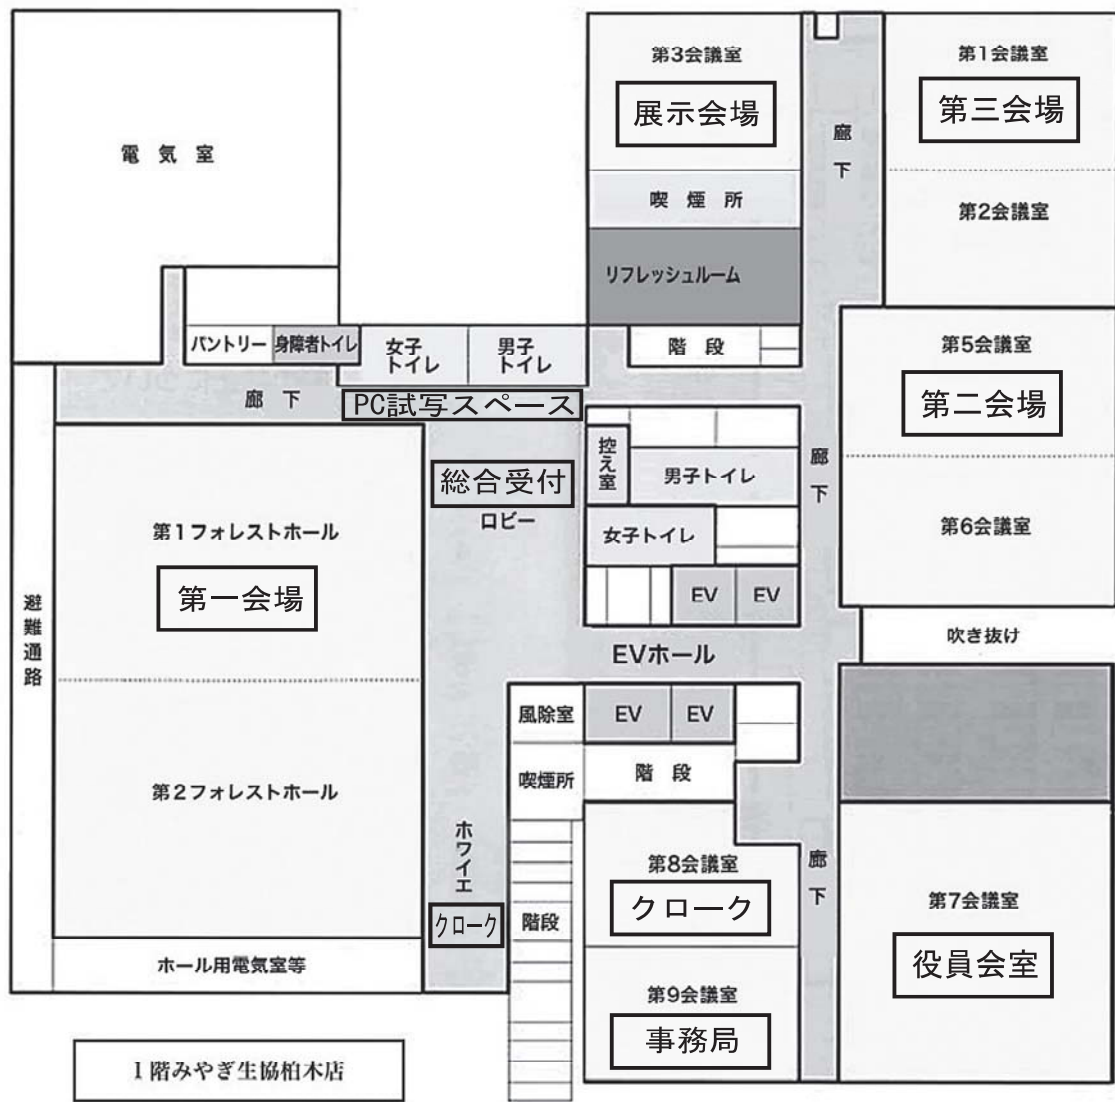 第3会議室
展示会場
第1会議室
第三会場
電気室
廊下
喫煙所
第2会議室
リフレッシュルーム
パントリー
身障者トイレ
女子
トイレ
男子
トイレ
階段
第5会議室
第二会場
廊下
PC試写スペース
控え室
男子トイレ
廊下
総合受付
ロビー
第1フォレストホール
第一会場
女子トイレ
第6会議室
EV
EV
避難通路
EVホール
吹き抜け
風除室
EV
EV
喫煙所
階段
第2フォレストホール
ホワイエ
第8会議室
クローク
廊下
第7会議室
役員会室
クローク
階段
ホール用電気室等
第9会議室
事務局
1階みやぎ生協柏木店